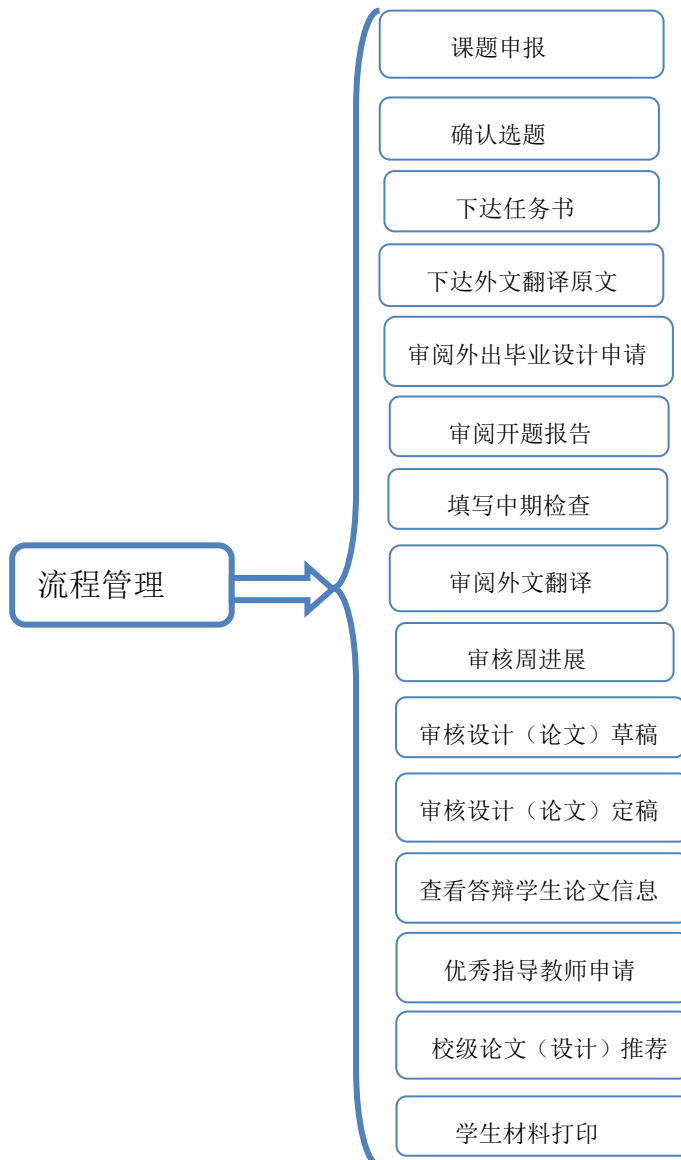 课题申报
确认选题
下达任务书
下达外文翻译原文
审阅外出毕业设计申请
审阅开题报告
填写中期检查
流程管理
审阅外文翻译
审核周进展
审核设计（论文）草稿
审核设计（论文）定稿
查看答辩学生论文信息
优秀指导教师申请
校级论文（设计）推荐
学生材料打印